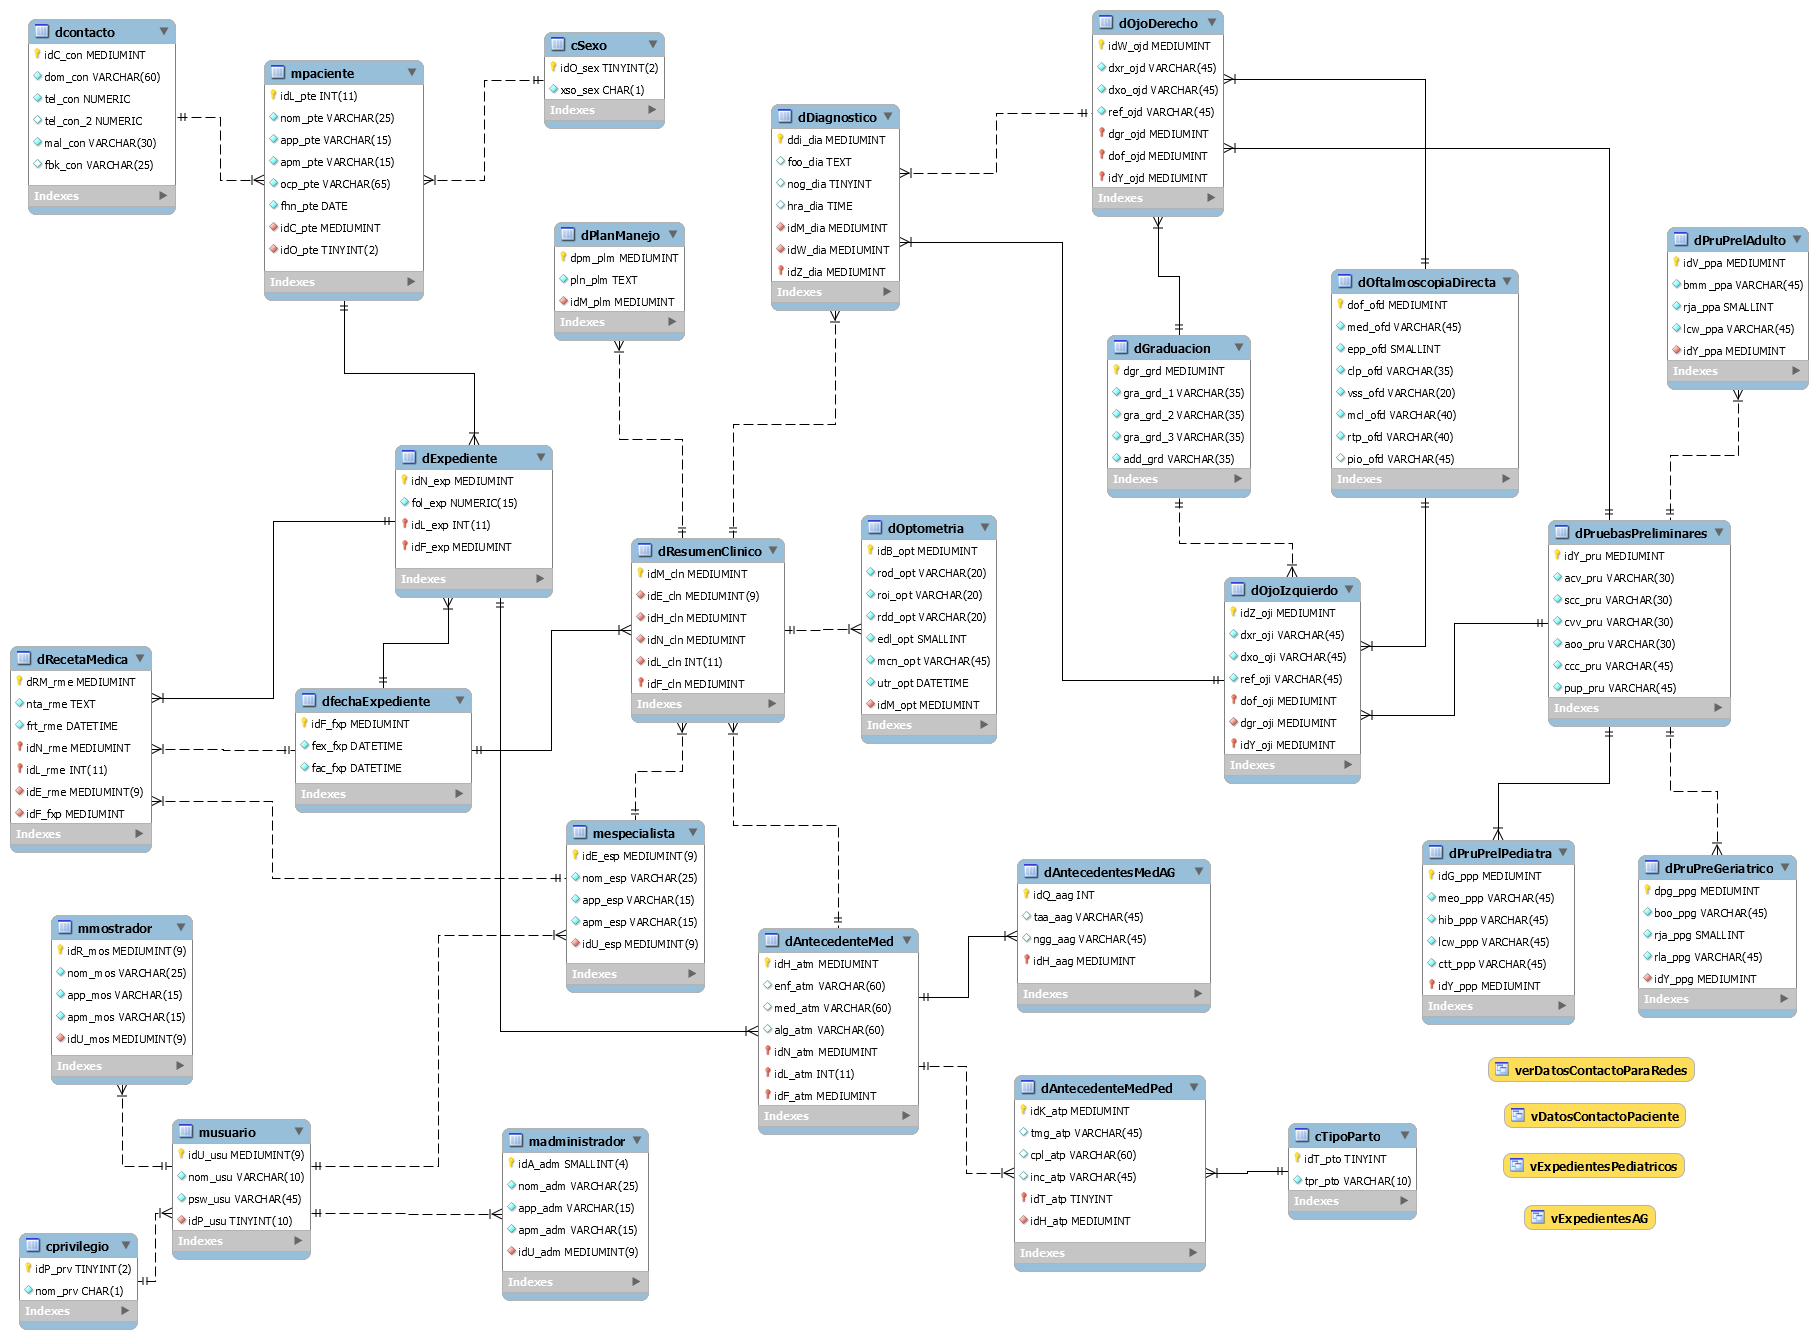 dcontacto
idC_con MEDIUMINT
dom_con VARCHAR(60)
tel_con NUMERIC
tel_con_2 NUMERIC
mal_con VARCHAR(30)
fbk_con VARCHAR(25)
Indexes
mpaciente
idL_pte INT(11)
nom_pte VARCHAR(25)
app_pte VARCHAR(15)
apm_pte VARCHAR(15)
ocp_pte VARCHAR(65)
fhn_pte DATE
idC_pte MEDIUMINT
idO_pte TINYINT(2)
Indexes
cSexo
idO_sex TINYINT(2)
xso_sex CHAR(1)
Indexes
dDiagnostico
ddi_dia MEDIUMINT
foo_dia TEXT
nog_dia TINYINT
hra_dia TIME
idM_dia MEDIUMINT
idW_dia MEDIUMINT
idZ_dia MEDIUMINT
Indexes
dOjoDerecho
idW_ojd MEDIUMINT
dxr_ojd VARCHAR(45)
dxo_ojd VARCHAR(45)
ref_ojd VARCHAR(45)
dgr_ojd MEDIUMINT
dof_ojd MEDIUMINT
idY_ojd MEDIUMINT
Indexes
dPlanManejo
dpm_plm MEDIUMINT
pln_plm TEXT
idM_plm MEDIUMINT
Indexes
dPruPrelAdulto
idV_ppa MEDIUMINT
bmm_ppa VARCHAR(45)
rja_ppa SMALLINT
lcw_ppa VARCHAR(45)
idY_ppa MEDIUMINT
Indexes
dOftalmoscopiaDirecta
dof_ofd MEDIUMINT
med_ofd VARCHAR(45)
epp_ofd SMALLINT
clp_ofd VARCHAR(35)
vss_ofd VARCHAR(20)
mcl_ofd VARCHAR(40)
rtp_ofd VARCHAR(40)
pio_ofd VARCHAR(45)
Indexes
dGraduacion
dgr_grd MEDIUMINT
gra_grd_1 VARCHAR(35)
gra_grd_2 VARCHAR(35)
gra_grd_3 VARCHAR(35)
add_grd VARCHAR(35)
Indexes
dExpediente
idN_exp MEDIUMINT
fol_exp NUMERIC(15)
idL_exp INT(11)
idF_exp MEDIUMINT
Indexes
dResumenClinico
idM_cln MEDIUMINT
idE_cln MEDIUMINT(9)
idH_cln MEDIUMINT
idN_cln MEDIUMINT
idL_cln INT(11)
idF_cln MEDIUMINT
Indexes
dOptometria
idB_opt MEDIUMINT
rod_opt VARCHAR(20)
roi_opt VARCHAR(20)
rdd_opt VARCHAR(20)
edl_opt SMALLINT
mcn_opt VARCHAR(45)
utr_opt DATETIME
idM_opt MEDIUMINT
Indexes
dOjoIzquierdo
idZ_oji MEDIUMINT
dxr_oji VARCHAR(45)
dxo_oji VARCHAR(45)
ref_oji VARCHAR(45)
dof_oji MEDIUMINT
dgr_oji MEDIUMINT
idY_oji MEDIUMINT
Indexes
dPruebasPreliminares
idY_pru MEDIUMINT
acv_pru VARCHAR(30)
scc_pru VARCHAR(30)
cvv_pru VARCHAR(30)
aoo_pru VARCHAR(30)
ccc_pru VARCHAR(45)
pup_pru VARCHAR(45)
Indexes
dRecetaMedica
dRM_rme MEDIUMINT
nta_rme TEXT
frt_rme DATETIME
idN_rme MEDIUMINT
idL_rme INT(11)
idE_rme MEDIUMINT(9)
idF_fxp MEDIUMINT
Indexes
dfechaExpediente
idF_fxp MEDIUMINT
fex_fxp DATETIME
fac_fxp DATETIME
Indexes
mespecialista
idE_esp MEDIUMINT(9)
nom_esp VARCHAR(25)
app_esp VARCHAR(15)
apm_esp VARCHAR(15)
idU_esp MEDIUMINT(9)
Indexes
dAntecedentesMedAG
idQ_aag INT
taa_aag VARCHAR(45)
ngg_aag VARCHAR(45)
idH_aag MEDIUMINT
Indexes
dPruPrelPediatra
idG_ppp MEDIUMINT
meo_ppp VARCHAR(45)
hib_ppp VARCHAR(45)
lcw_ppp VARCHAR(45)
ctt_ppp VARCHAR(45)
idY_ppp MEDIUMINT
Indexes
dPruPreGeriatrico
dpg_ppg MEDIUMINT
boo_ppg VARCHAR(45)
rja_ppg SMALLINT
rla_ppg VARCHAR(45)
idY_ppg MEDIUMINT
Indexes
mmostrador
idR_mos MEDIUMINT(9)
nom_mos VARCHAR(25)
app_mos VARCHAR(15)
apm_mos VARCHAR(15)
idU_mos MEDIUMINT(9)
Indexes
dAntecedenteMed
idH_atm MEDIUMINT
enf_atm VARCHAR(60)
med_atm VARCHAR(60)
alg_atm VARCHAR(60)
idN_atm MEDIUMINT
idL_atm INT(11)
idF_atm MEDIUMINT
Indexes
dAntecedenteMedPed
idK_atp MEDIUMINT
tmg_atp VARCHAR(45)
cpl_atp VARCHAR(60)
inc_atp VARCHAR(45)
idT_atp TINYINT
idH_atp MEDIUMINT
Indexes
cTipoParto
idT_pto TINYINT
tpr_pto VARCHAR(10)
Indexes
verDatosContactoParaRedes
vDatosContactoPaciente
vExpedientesPediatricos
vExpedientesAG
musuario
idU_usu MEDIUMINT(9)
nom_usu VARCHAR(10)
psw_usu VARCHAR(45)
idP_usu TINYINT(10)
Indexes
madministrador
idA_adm SMALLINT(4)
nom_adm VARCHAR(25)
app_adm VARCHAR(15)
apm_adm VARCHAR(15)
idU_adm MEDIUMINT(9)
Indexes
cprivilegio
idP_prv TINYINT(2)
nom_prv CHAR(1)
Indexes